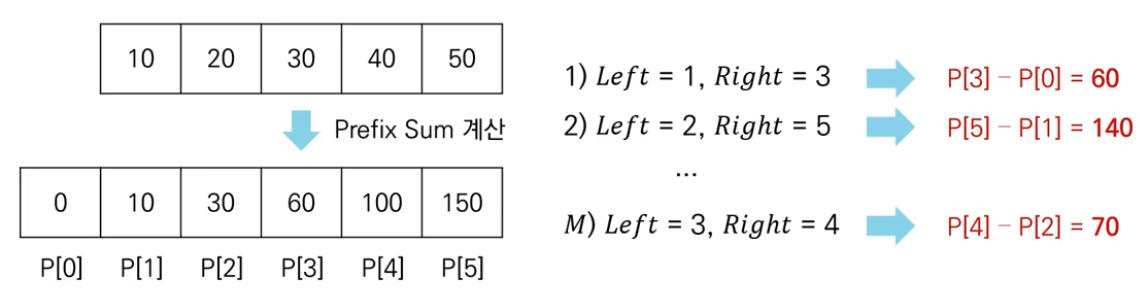 10 20 30 40 50
Prefix Sum 계산
0 10 30 60 100 150
P[0] P[1] P[2] P[3] P[4] P[5]
1) Left = 1, Right = 3 P[3] − P[0] = 60
2) Left = 2, Right = 5 P[5] − P[1] = 140
...
M) Left = 3, Right = 4 P[4] − P[2] = 70